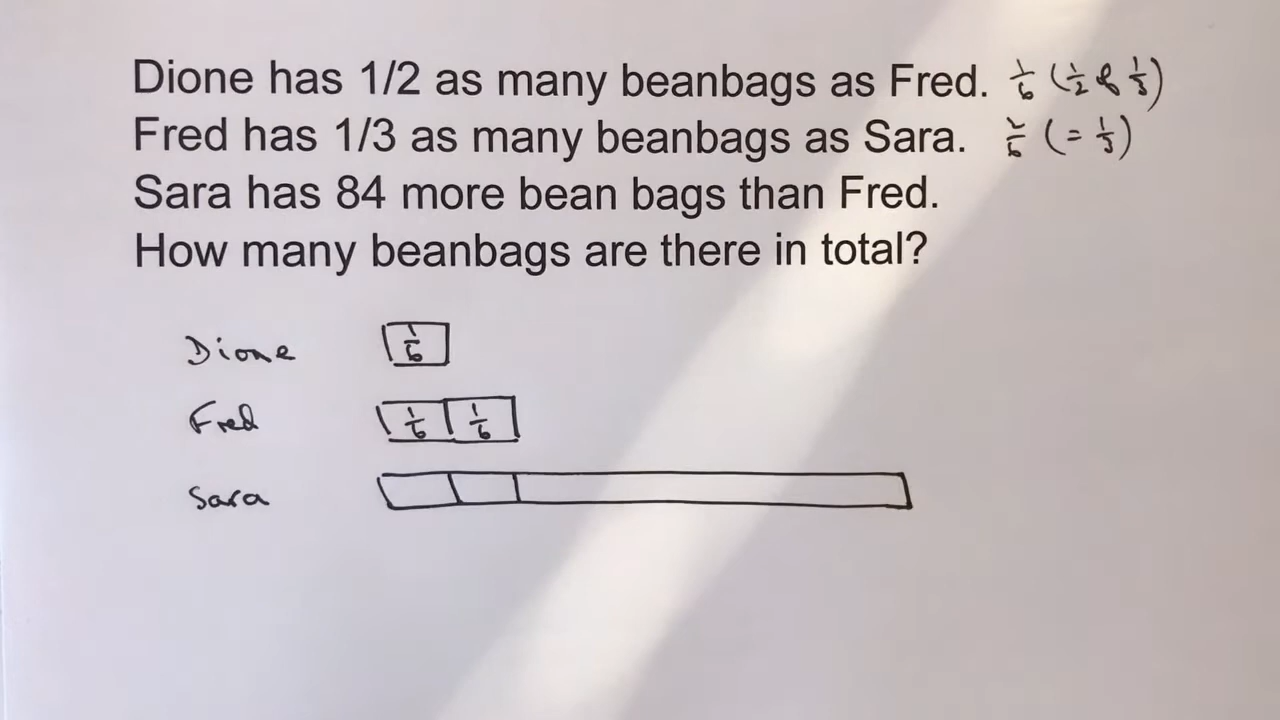 Dione has 1/2 as many beanbags as Fred. 1/6 (1/2 of 1/3)
Fred has 1/3 as many beanbags as Sara. 2/6 (= 1/3)
Sara has 84 more bean bags than Fred.
How many beanbags are there in total?
Dione 1/6
Fred 1/6 1/6
Sara